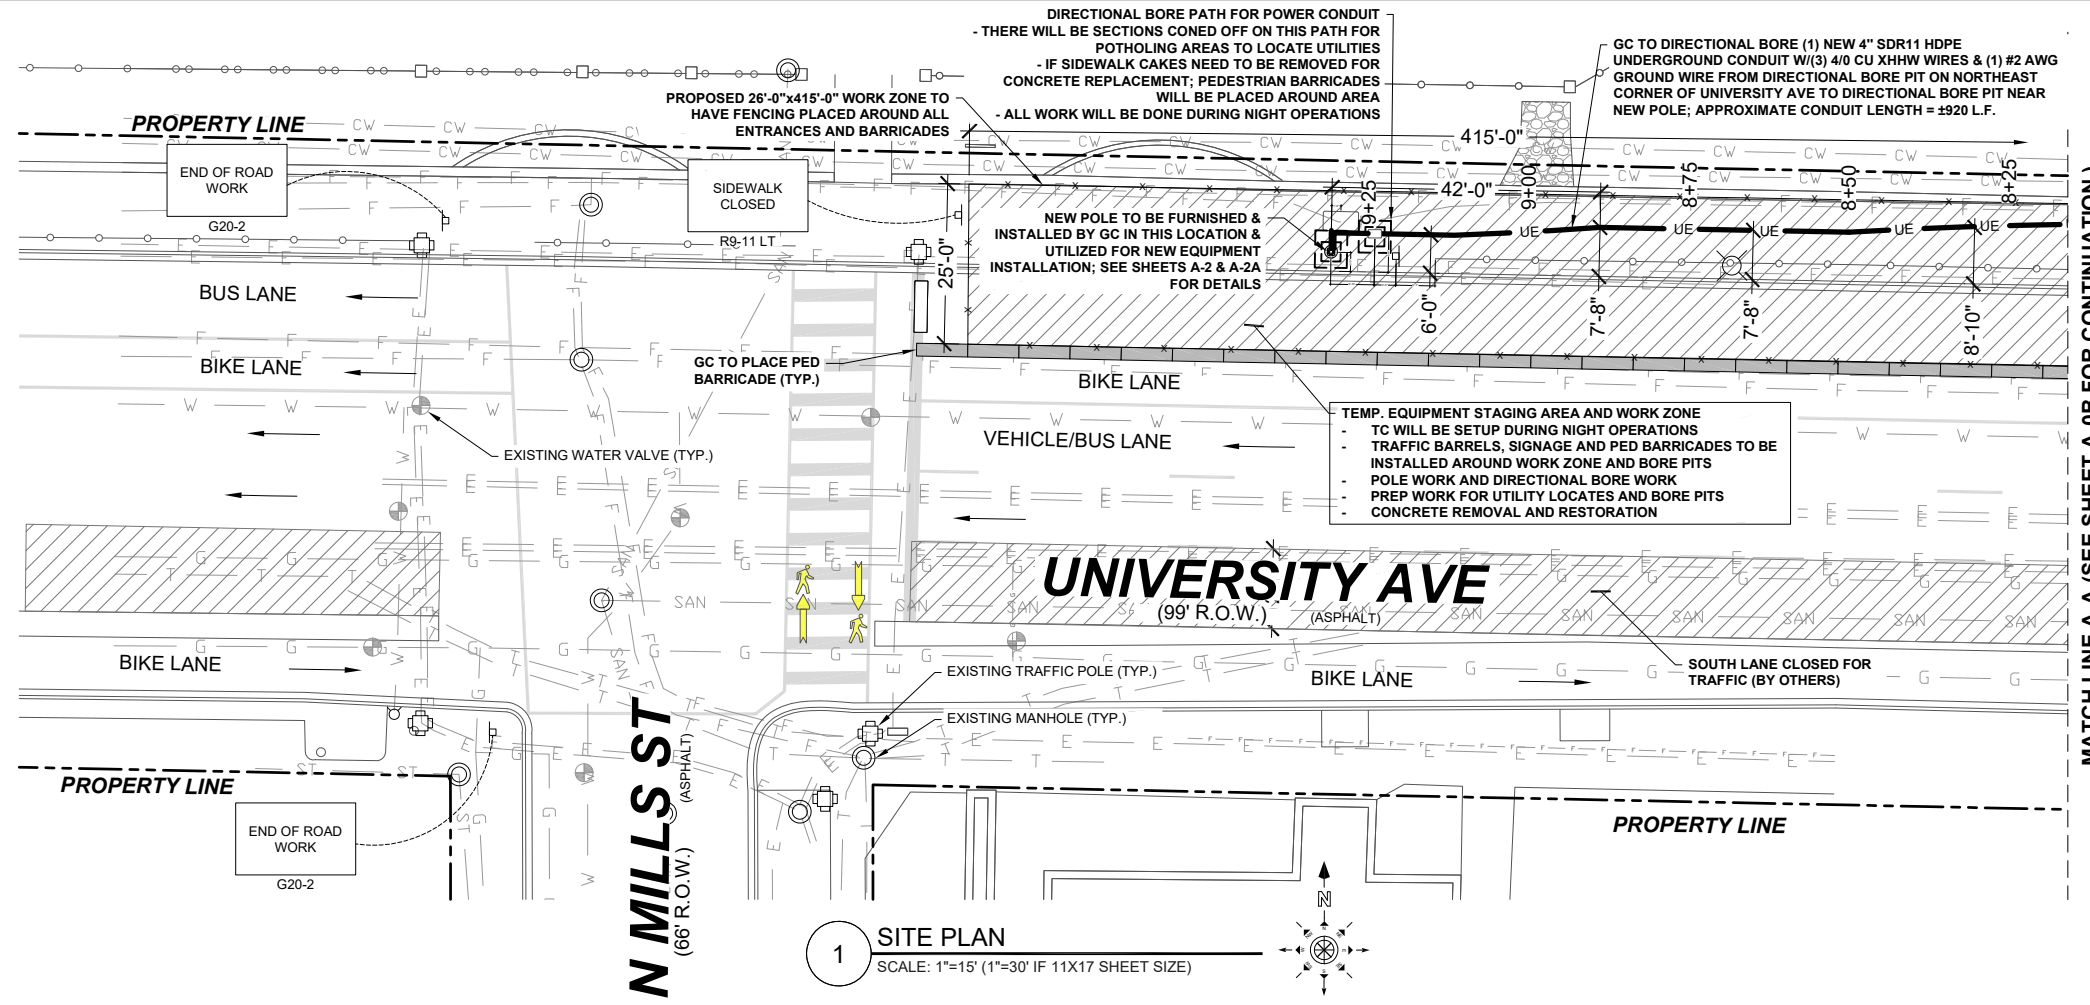 DIRECTIONAL BORE PATH FOR POWER CONDUIT
- THERE WILL BE SECTIONS CONED OFF ON THIS PATH FOR
POTHOLING AREAS TO LOCATE UTILITIES
- IF SIDEWALK CAKES NEED TO BE REMOVED FOR
CONCRETE REPLACEMENT; PEDESTRIAN BARRICADES
WILL BE PLACED AROUND AREA
- ALL WORK WILL BE DONE DURING NIGHT OPERATIONS
GC TO DIRECTIONAL BORE (1) NEW 4" SDR11 HDPE
UNDERGROUND CONDUIT W/(3) 4/0 CU XHHW WIRES & (1) #2 AWG
GROUND WIRE FROM DIRECTIONAL BORE PIT ON NORTHEAST
CORNER OF UNIVERSITY AVE TO DIRECTIONAL BORE PIT NEAR
NEW POLE; APPROXIMATE CONDUIT LENGTH = ±920 L.F.
PROPOSED 26'-0"x415'-0" WORK ZONE TO
HAVE FENCING PLACED AROUND ALL
ENTRANCES AND BARRICADES
PROPERTY LINE
415'-0"
END OF ROAD
WORK
G20-2
SIDEWALK
CLOSED
R9-11 LT
42'-0"
9+25
9+00
8+75
8+50
8+25
25'-0"
NEW POLE TO BE FURNISHED &
INSTALLED BY GC IN THIS LOCATION &
UTILIZED FOR NEW EQUIPMENT
INSTALLATION; SEE SHEETS A-2 & A-2A
FOR DETAILS
UE
UE
UE
UE
6'-0"
7'-8"
7'-8"
8'-10"
BUS LANE
BIKE LANE
GC TO PLACE PED
BARRICADE (TYP.)
BIKE LANE
VEHICLE/BUS LANE
EXISTING WATER VALVE (TYP.)
TEMP. EQUIPMENT STAGING AREA AND WORK ZONE
- TC WILL BE SETUP DURING NIGHT OPERATIONS
- TRAFFIC BARRELS, SIGNAGE AND PED BARRICADES TO BE
INSTALLED AROUND WORK ZONE AND BORE PITS
- POLE WORK AND DIRECTIONAL BORE WORK
- PREP WORK FOR UTILITY LOCATES AND BORE PITS
- CONCRETE REMOVAL AND RESTORATION
UNIVERSITY AVE
(99' R.O.W.)
(ASPHALT)
BIKE LANE
EXISTING TRAFFIC POLE (TYP.)
BIKE LANE
SOUTH LANE CLOSED FOR
TRAFFIC (BY OTHERS)
EXISTING MANHOLE (TYP.)
N MILLS ST
(66' R.O.W.)
(ASPHALT)
PROPERTY LINE
PROPERTY LINE
END OF ROAD
WORK
G20-2
N
1
SITE PLAN
SCALE: 1"=15' (1"=30' IF 11X17 SHEET SIZE)